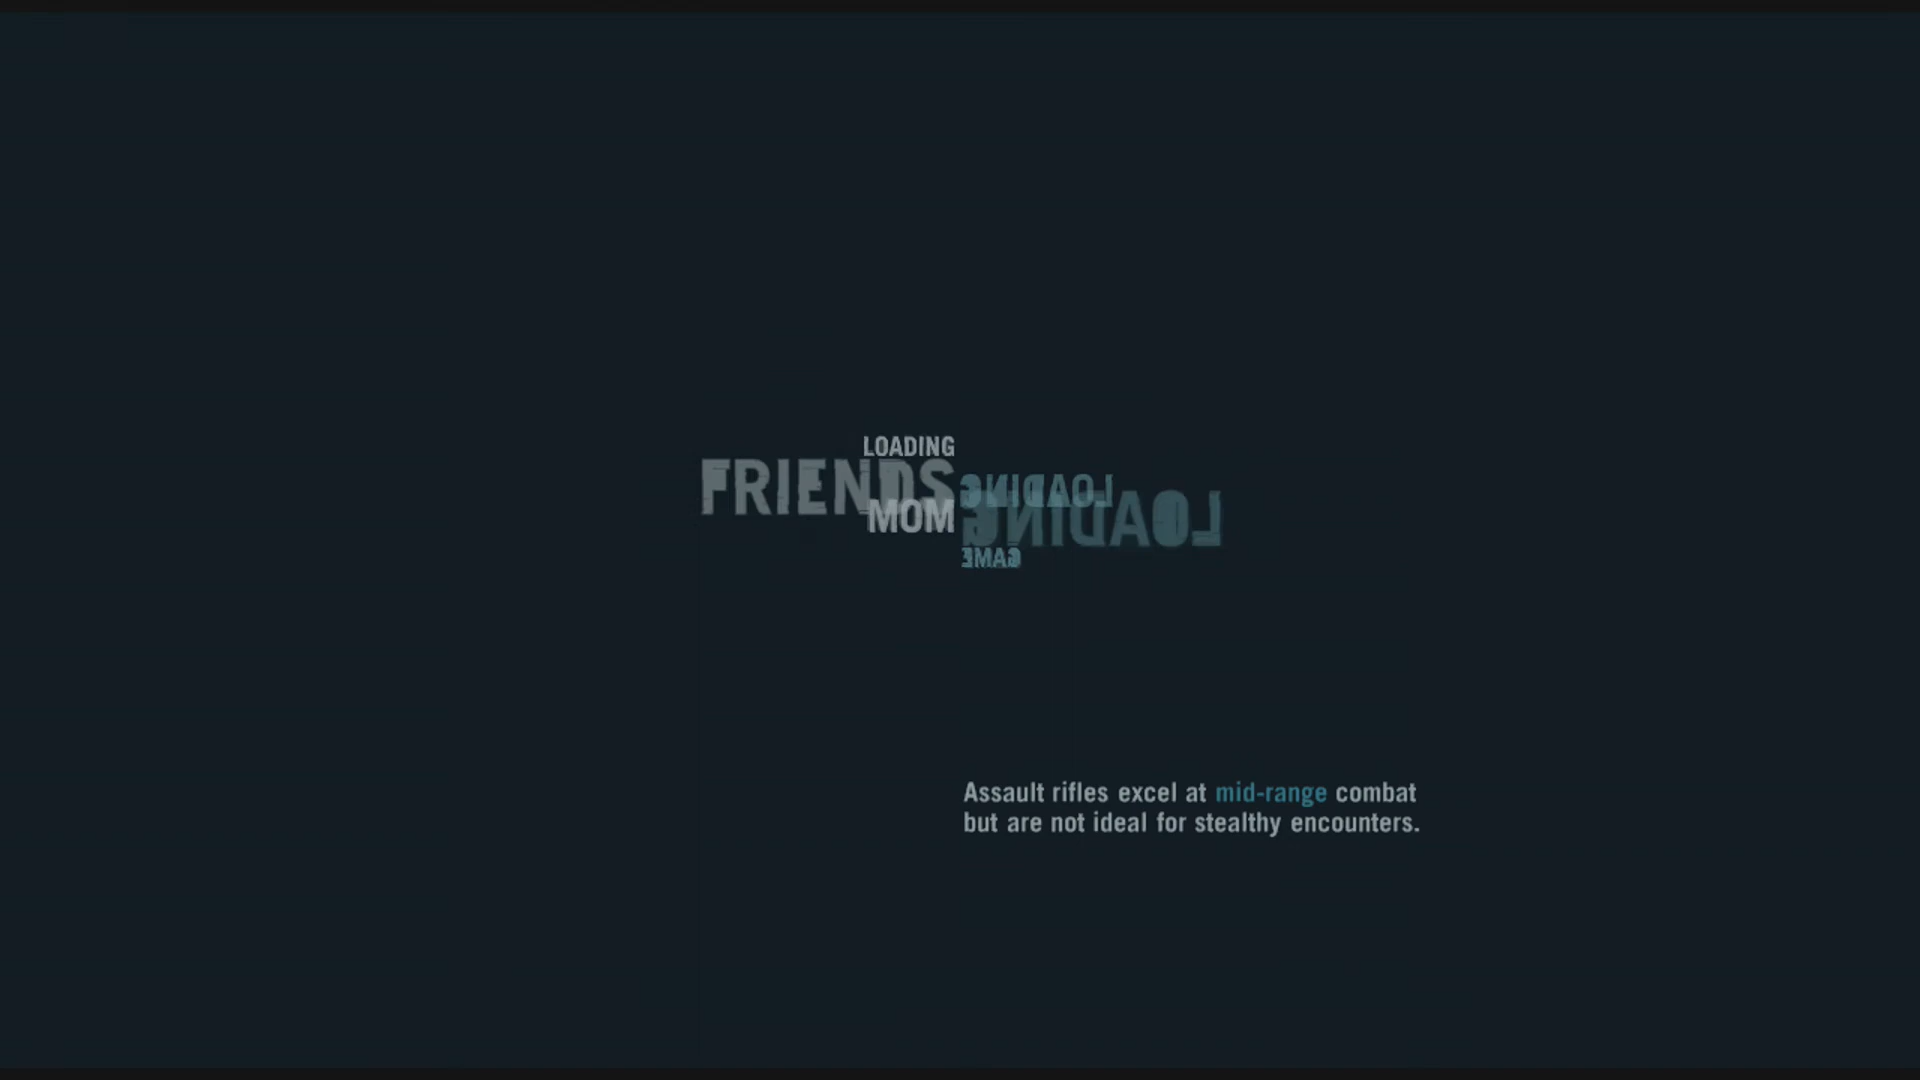 LOADING
FRIENDS
LOADING
MOM
LOADING
GAME
Assault rifles excel at mid-range combat
but are not ideal for stealthy encounters.